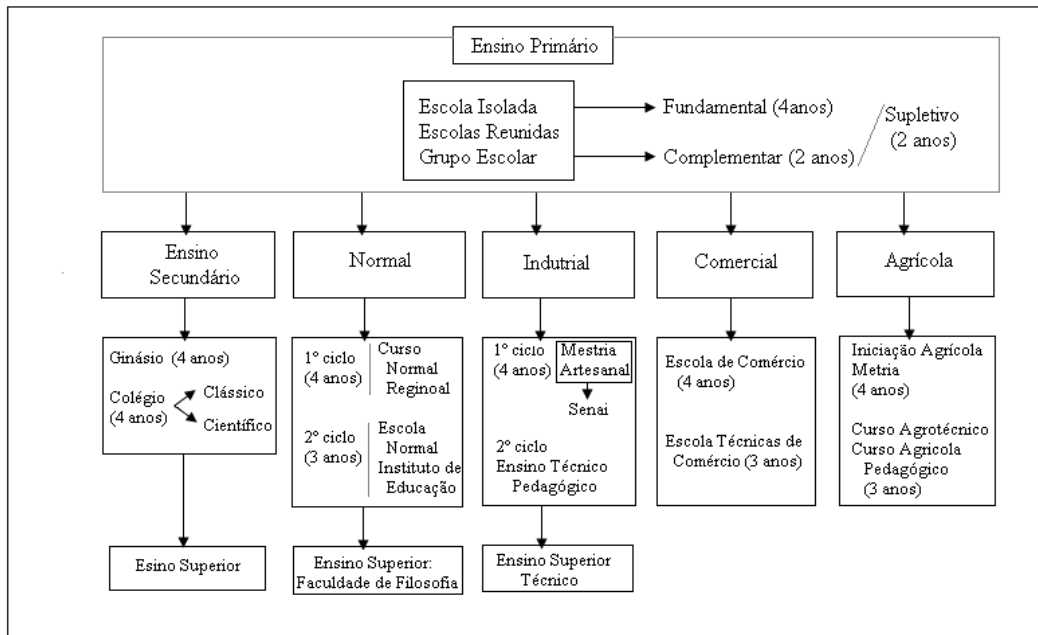 Ensino Primário
Escola Isolada
Escolas Reunidas
Grupo Escolar
Fundamental (4anos)
Complementar (2 anos)
Supletivo
(2 anos)
Ensino
Secundário
Normal
Indutrial
Comercial
Agrícola
Ginásio (4 anos)
Colégio
(4 anos)
Clássico
Científico
1º ciclo
(4 anos)
Curso
Normal
Reginoal
2º ciclo
(3 anos)
Escola
Normal
Instituto de
Educação
1º ciclo
(4 anos)
Mestria
Artesanal
Senai
2º ciclo
Ensino Técnico
Pedagógico
Escola de Comércio
(4 anos)
Escola Técnicas de
Comércio (3 anos)
Iniciação Agrícola
Metria
(4 anos)
Curso Agrotécnico
Curso Agricola
Pedagógico
(3 anos)
Esino Superior
Ensino Superior:
Faculdade de Filosofia
Ensino Superior
Técnico